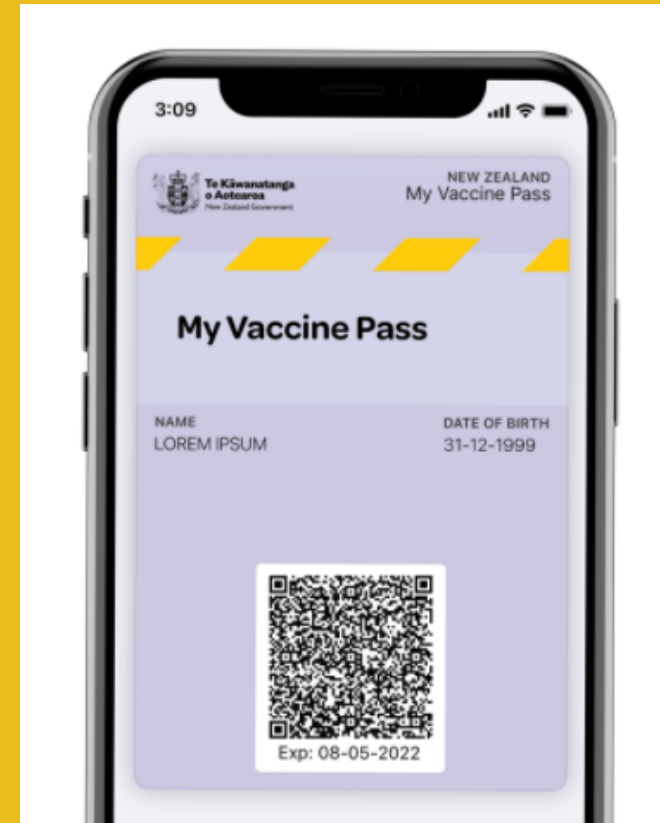 3:09
Te Kāwanatanga
o Aotearoa
New Zealand Government
NEW ZEALAND
My Vaccine Pass
My Vaccine Pass
NAME
LOREM IPSUM
DATE OF BIRTH
31-12-1999
Exp: 08-05-2022